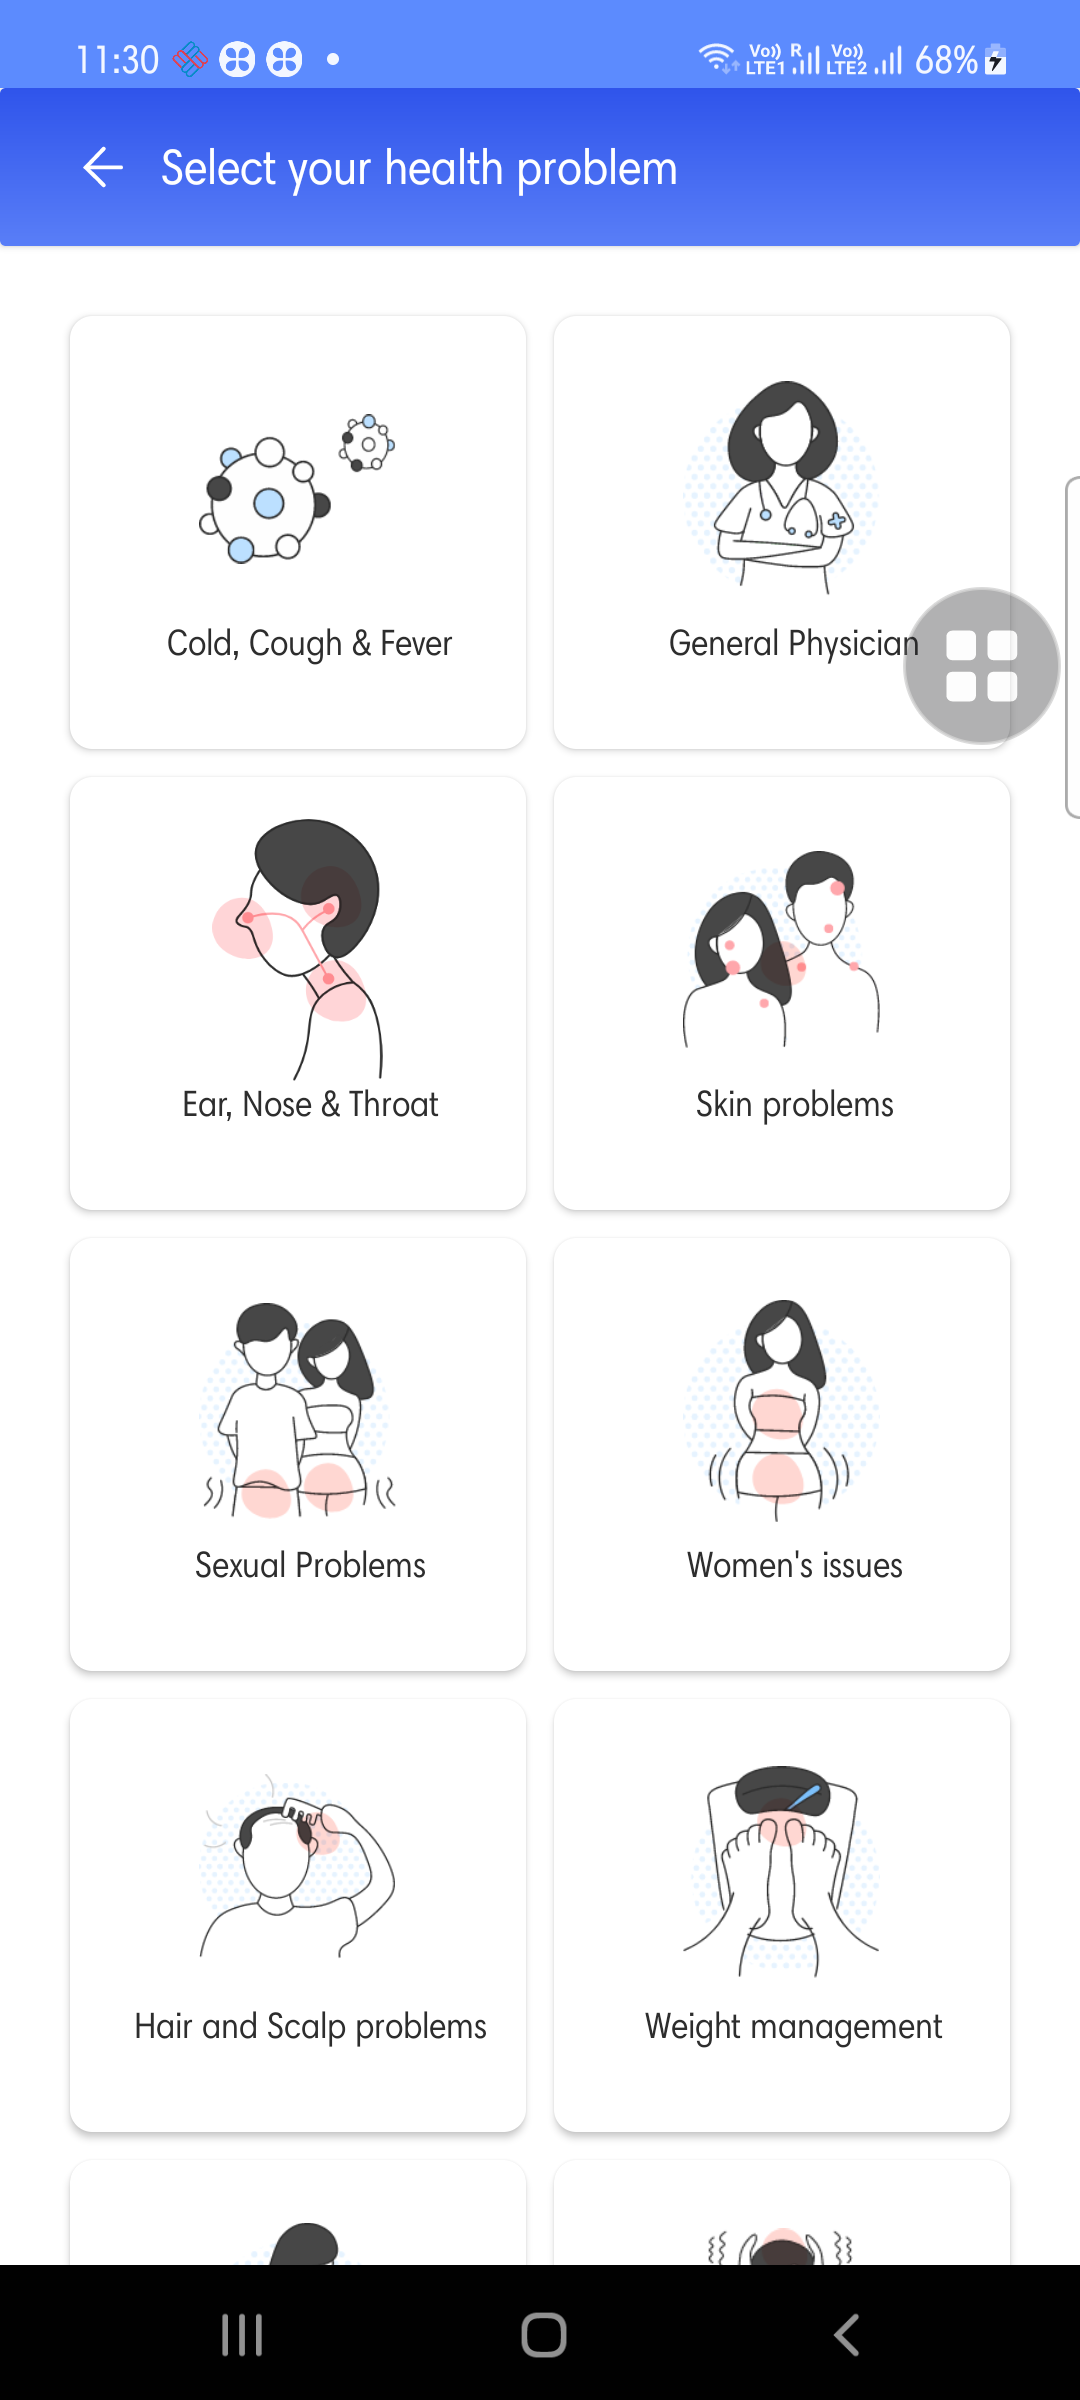 11:30
Vo)) R Vo))
LTE1 LTE2 68%
Select your health problem
Cold, Cough & Fever
General Physician
Ear, Nose & Throat
Skin problems
Sexual Problems
Women's issues
Hair and Scalp problems
Weight management